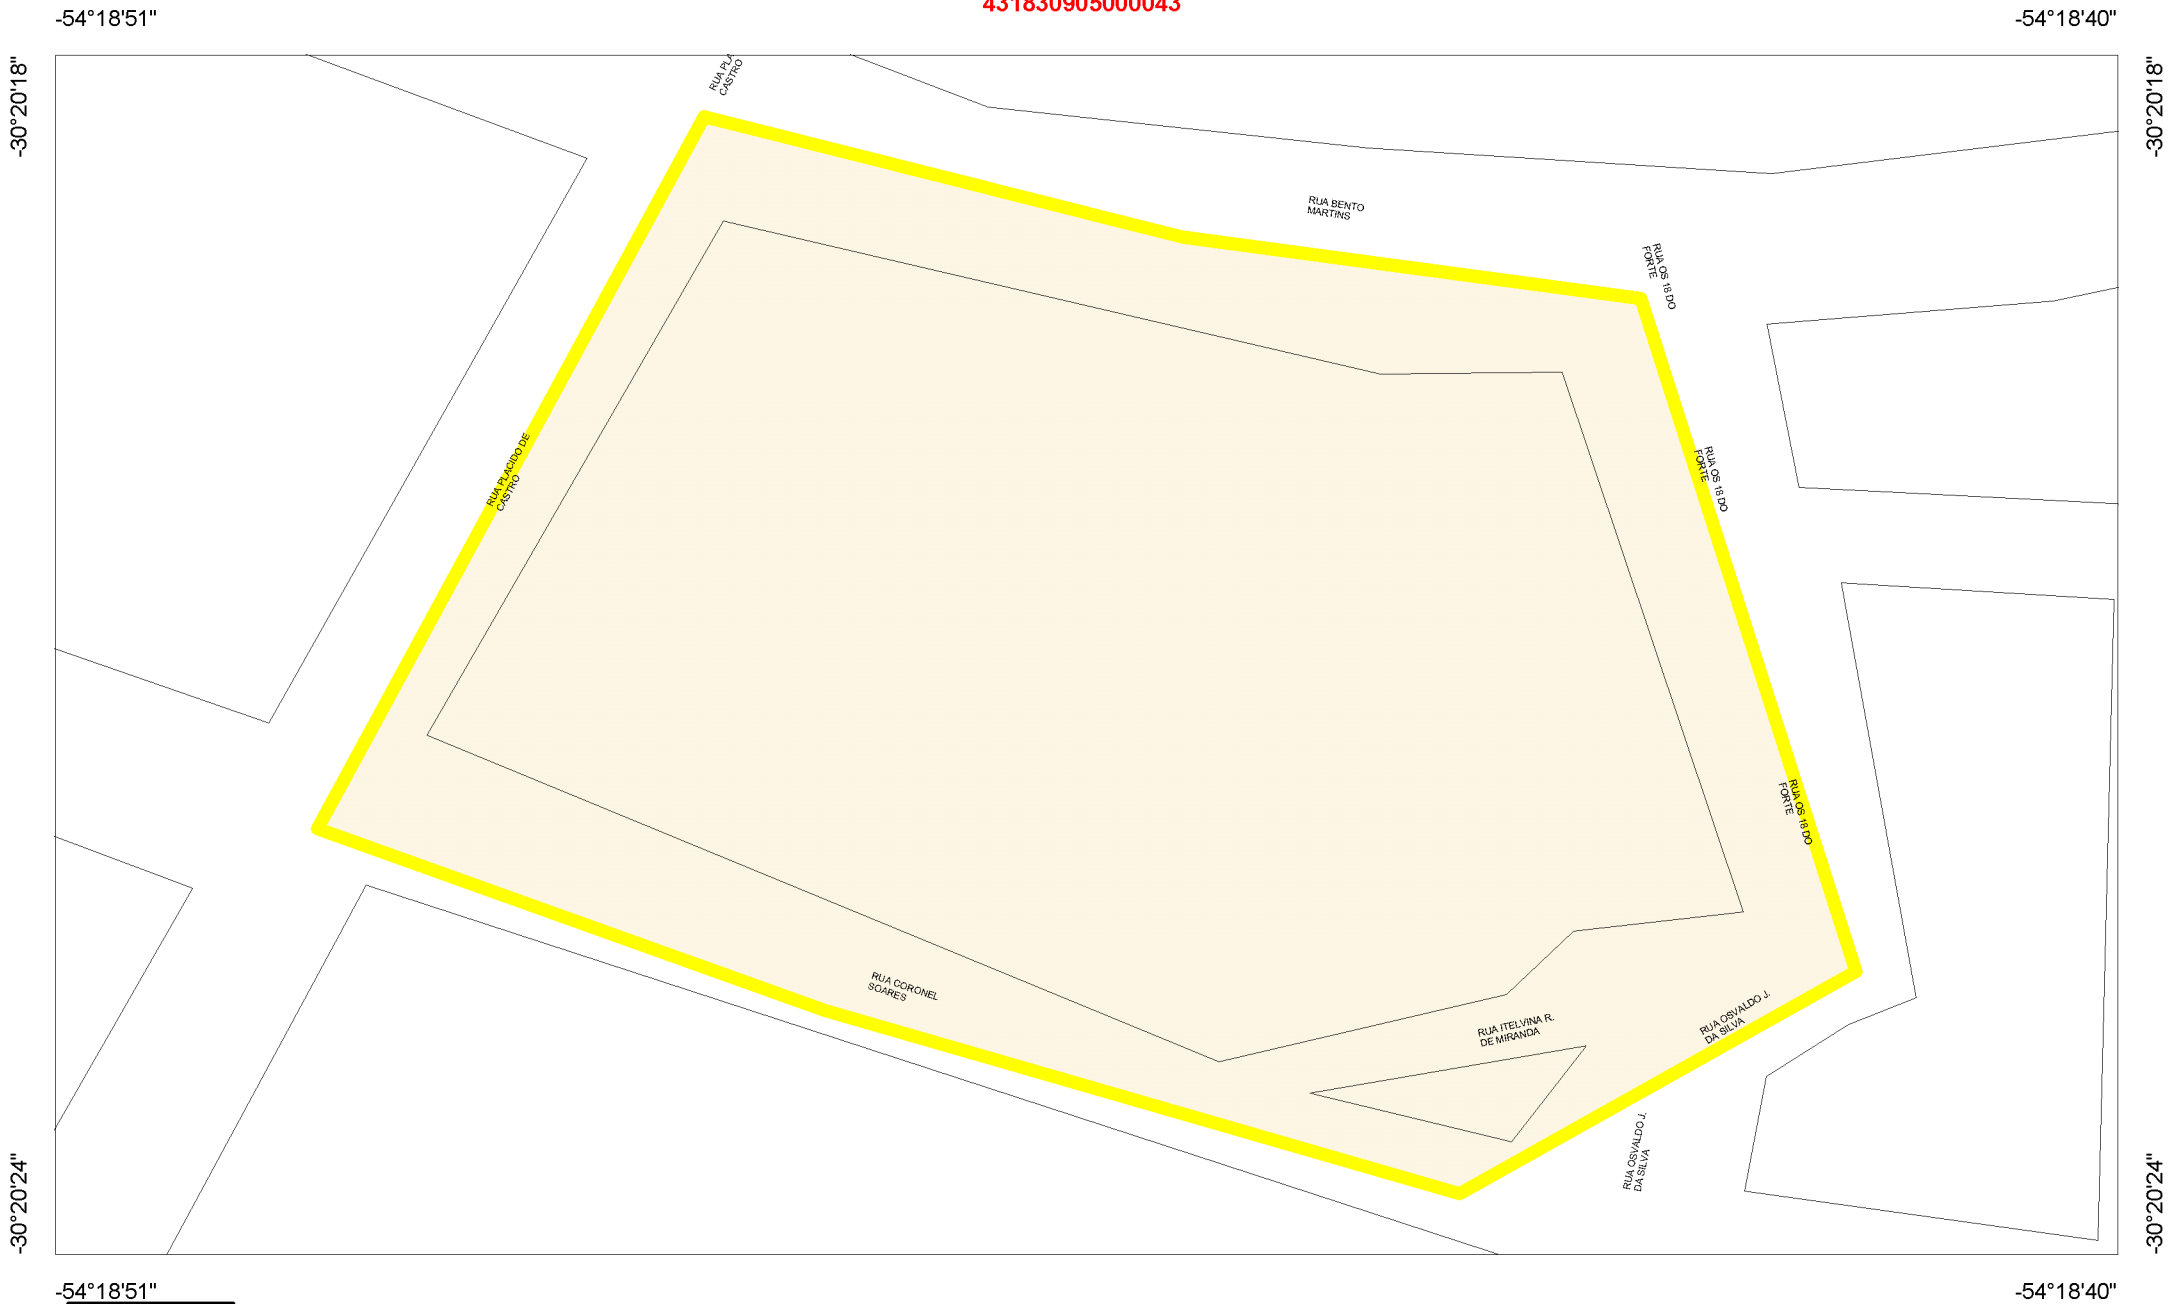 431830905000043
-54°18'51"
-54°18'40"
-30°20'18"
-30°20'18"
RUA PLA
CASTRO
RUA BENTO
MARTINS
RUA OS 18 DO
FORTE
RUA PLACIDO DE
CASTRO
RUA OS 18 DO
FORTE
RUA OS 18 DO
FORTE
RUA CORONEL
SOARES
RUA ITELVINA R.
DE MIRANDA
RUA OSVALDO J.
DA SILVA
RUA OSVALDO J.
DA SILVA
-30°20'24"
-30°20'24"
-54°18'51"
-54°18'40"